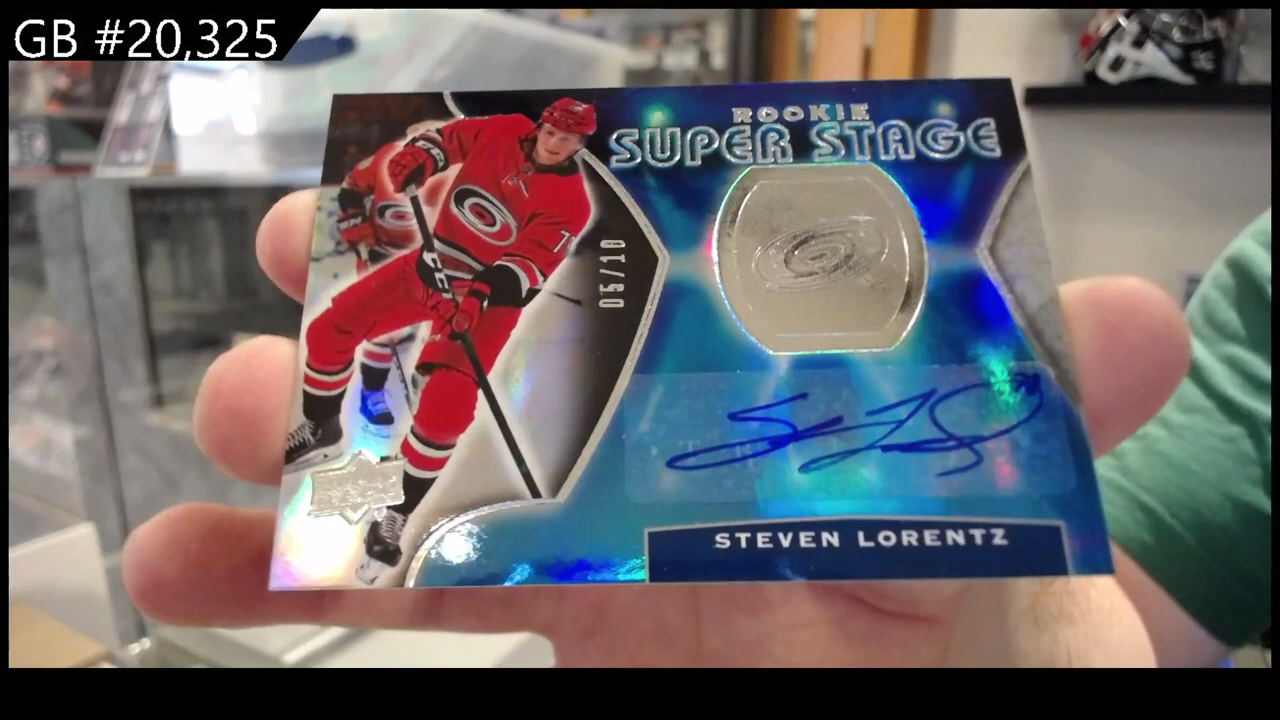 GB #20,325
ROOKIE
SUPER STAGE
05/10
STEVEN LORENTZ